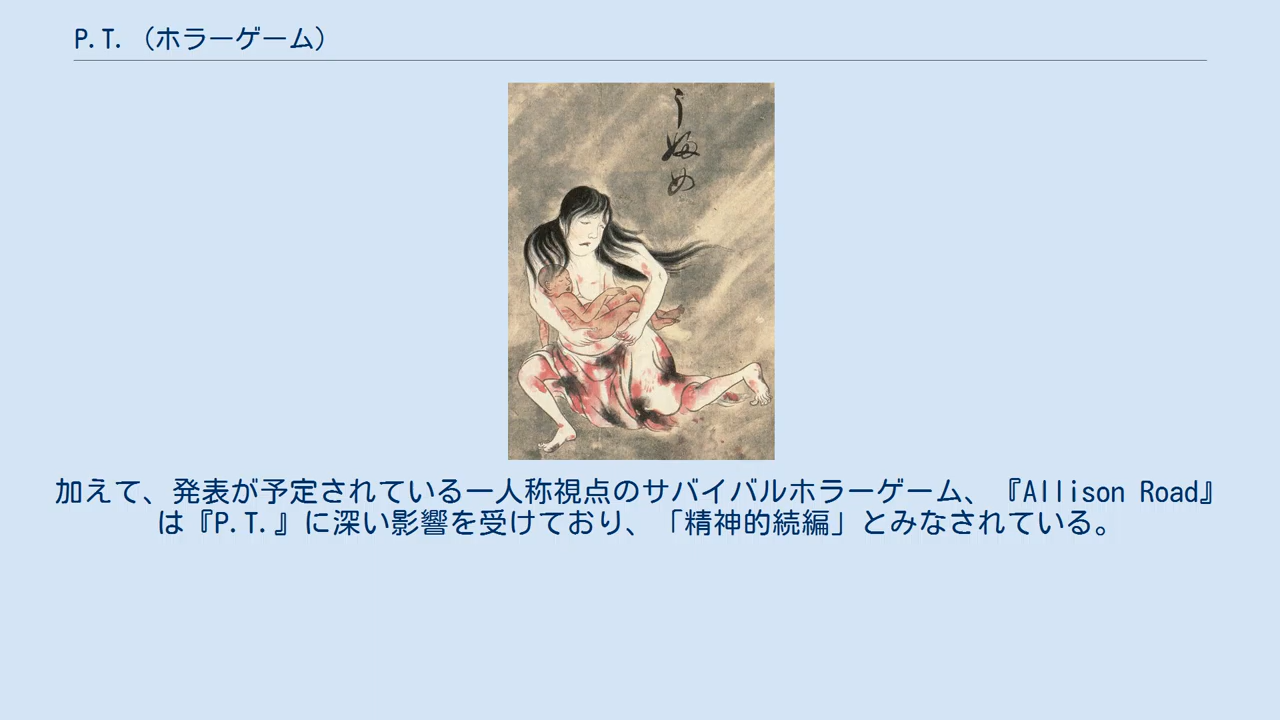 P.T.（ホラーゲーム）
うぶめ
加えて、発表が予定されている一人称視点のサバイバルホラーゲーム、『Allison Road』
は『P.T.』に深い影響を受けており、「精神的続編」とみなされている。